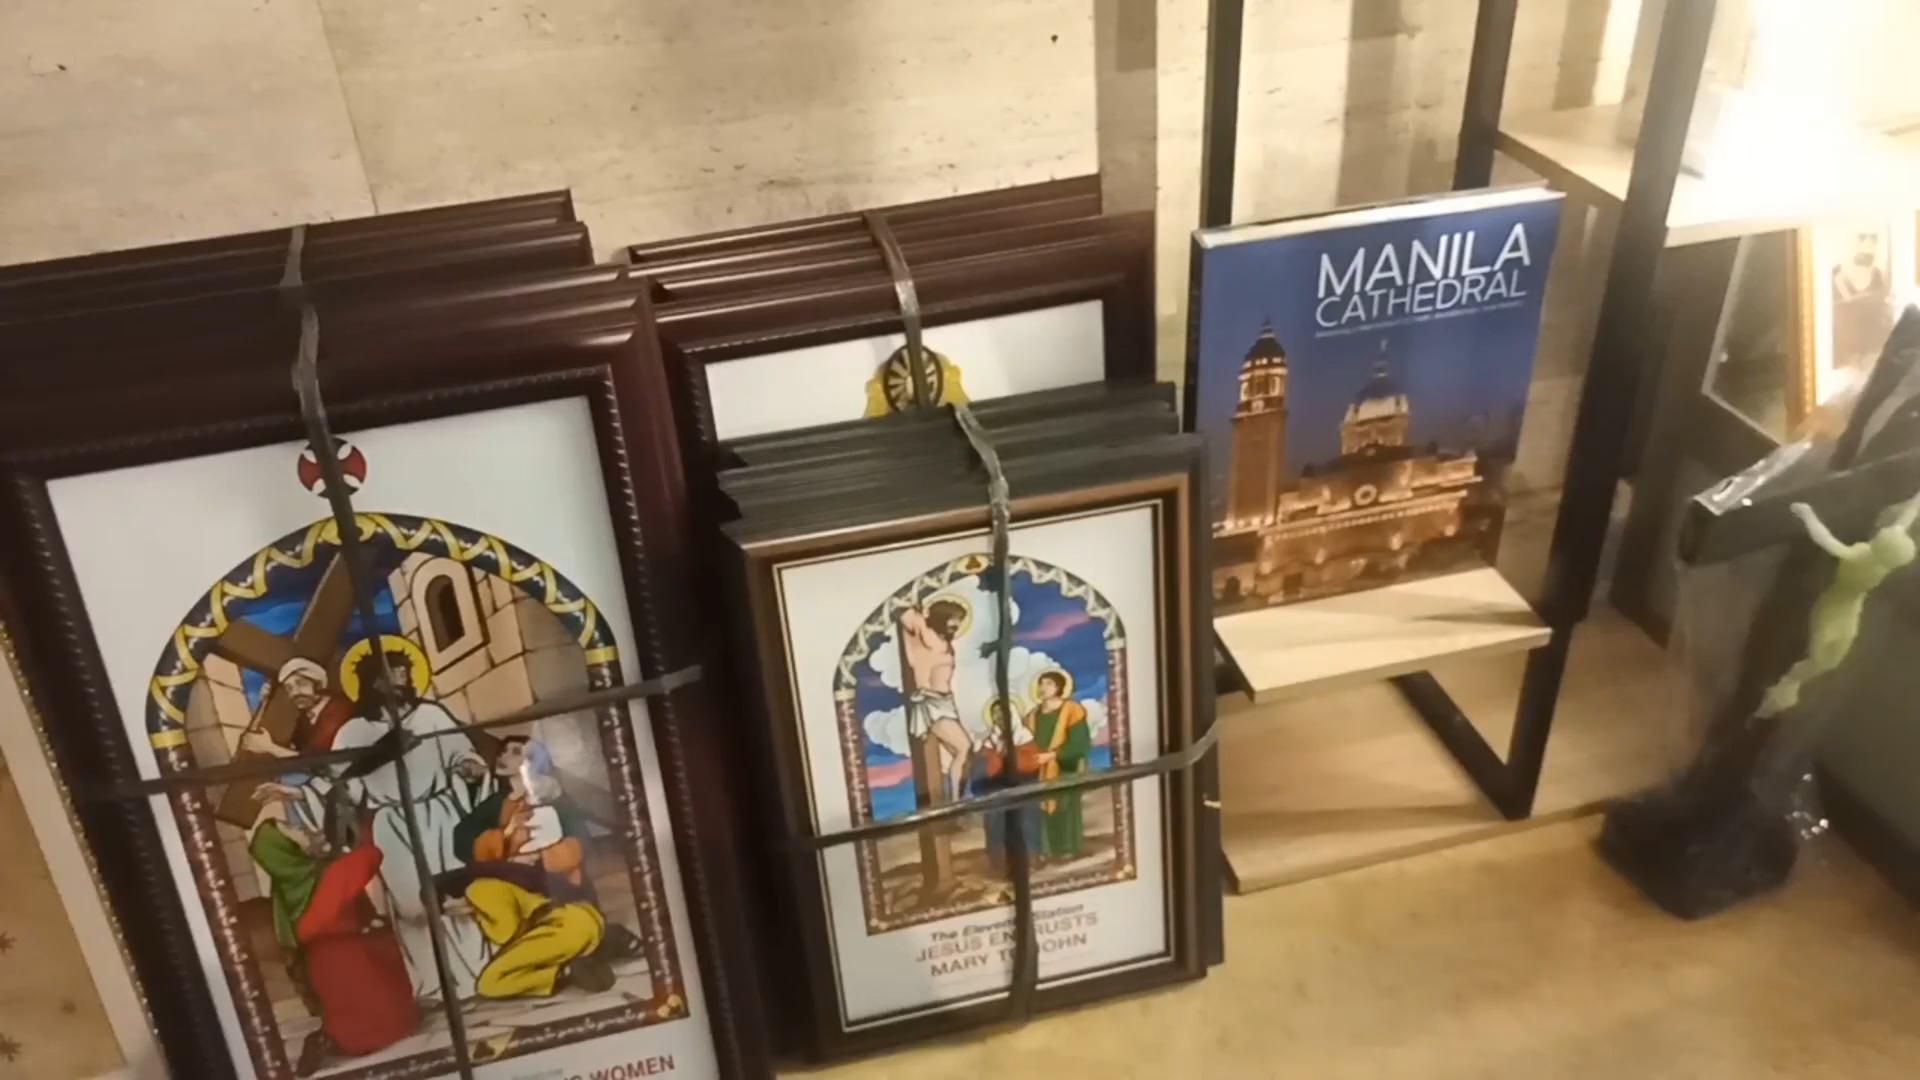 MANILA
CATHEDRAL
The Eleventh Station
JESUS ENTRUSTS
MARY TO JOHN
WOMEN